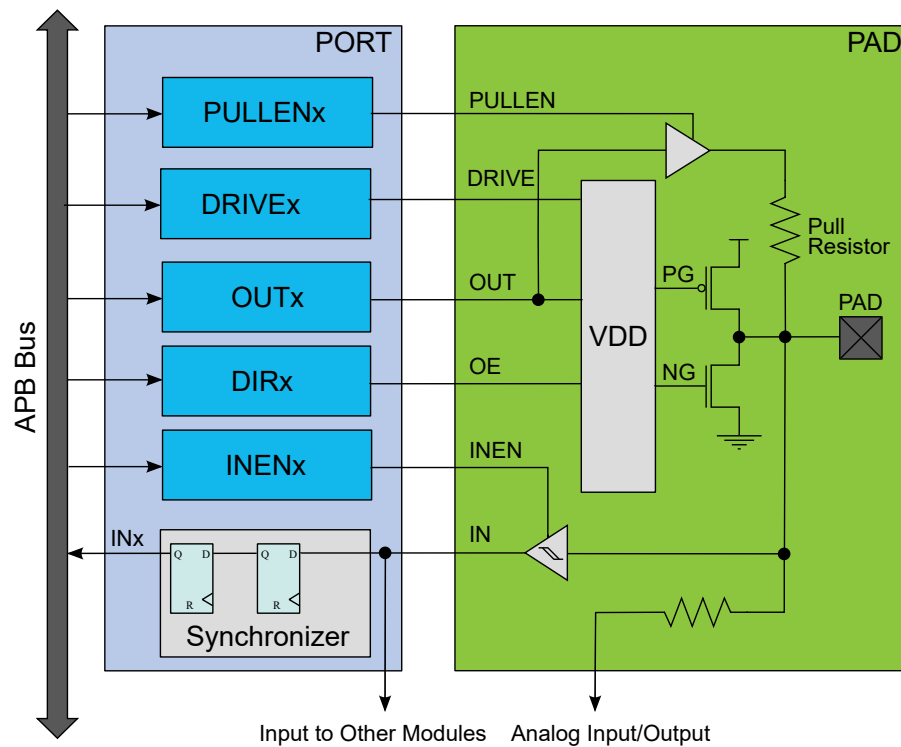 PORT
PAD
PULLENx
PULLEN
DRIVEx
DRIVE
Pull
Resistor
OUTx
OUT
PG
PAD
VDD
APB Bus
DIRx
OE
NG
INENx
INEN
INx
Q D
Q D
IN
R
R
Synchronizer
Input to Other Modules
Analog Input/Output